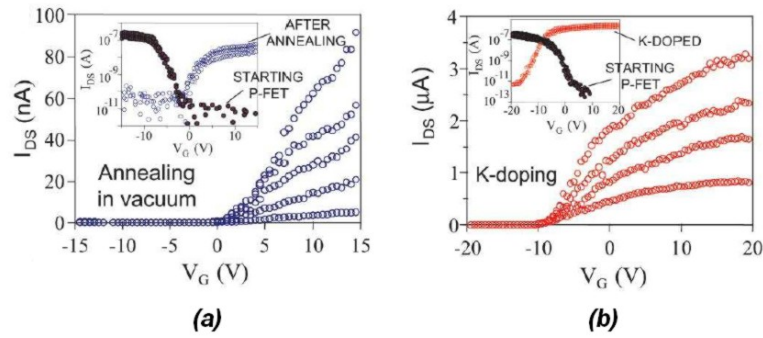 100
80
60
40
20
0
I_DS (nA)
-15 -10 -5 0 5 10 15
V_G (V)
Annealing
in vacuum
10^-7
10^-9
10^-11
I_DS (A)
-10 0 10
V_G (V)
AFTER
ANNEALING
STARTING
P-FET
(a)
4
3
2
1
0
I_DS (μA)
-20 -10 0 10 20
V_G (V)
K-doping
10^-7
10^-9
10^-11
10^-13
I_DS (A)
-20 -10 0 10 20
V_G (V)
K-DOPED
STARTING
P-FET
(b)